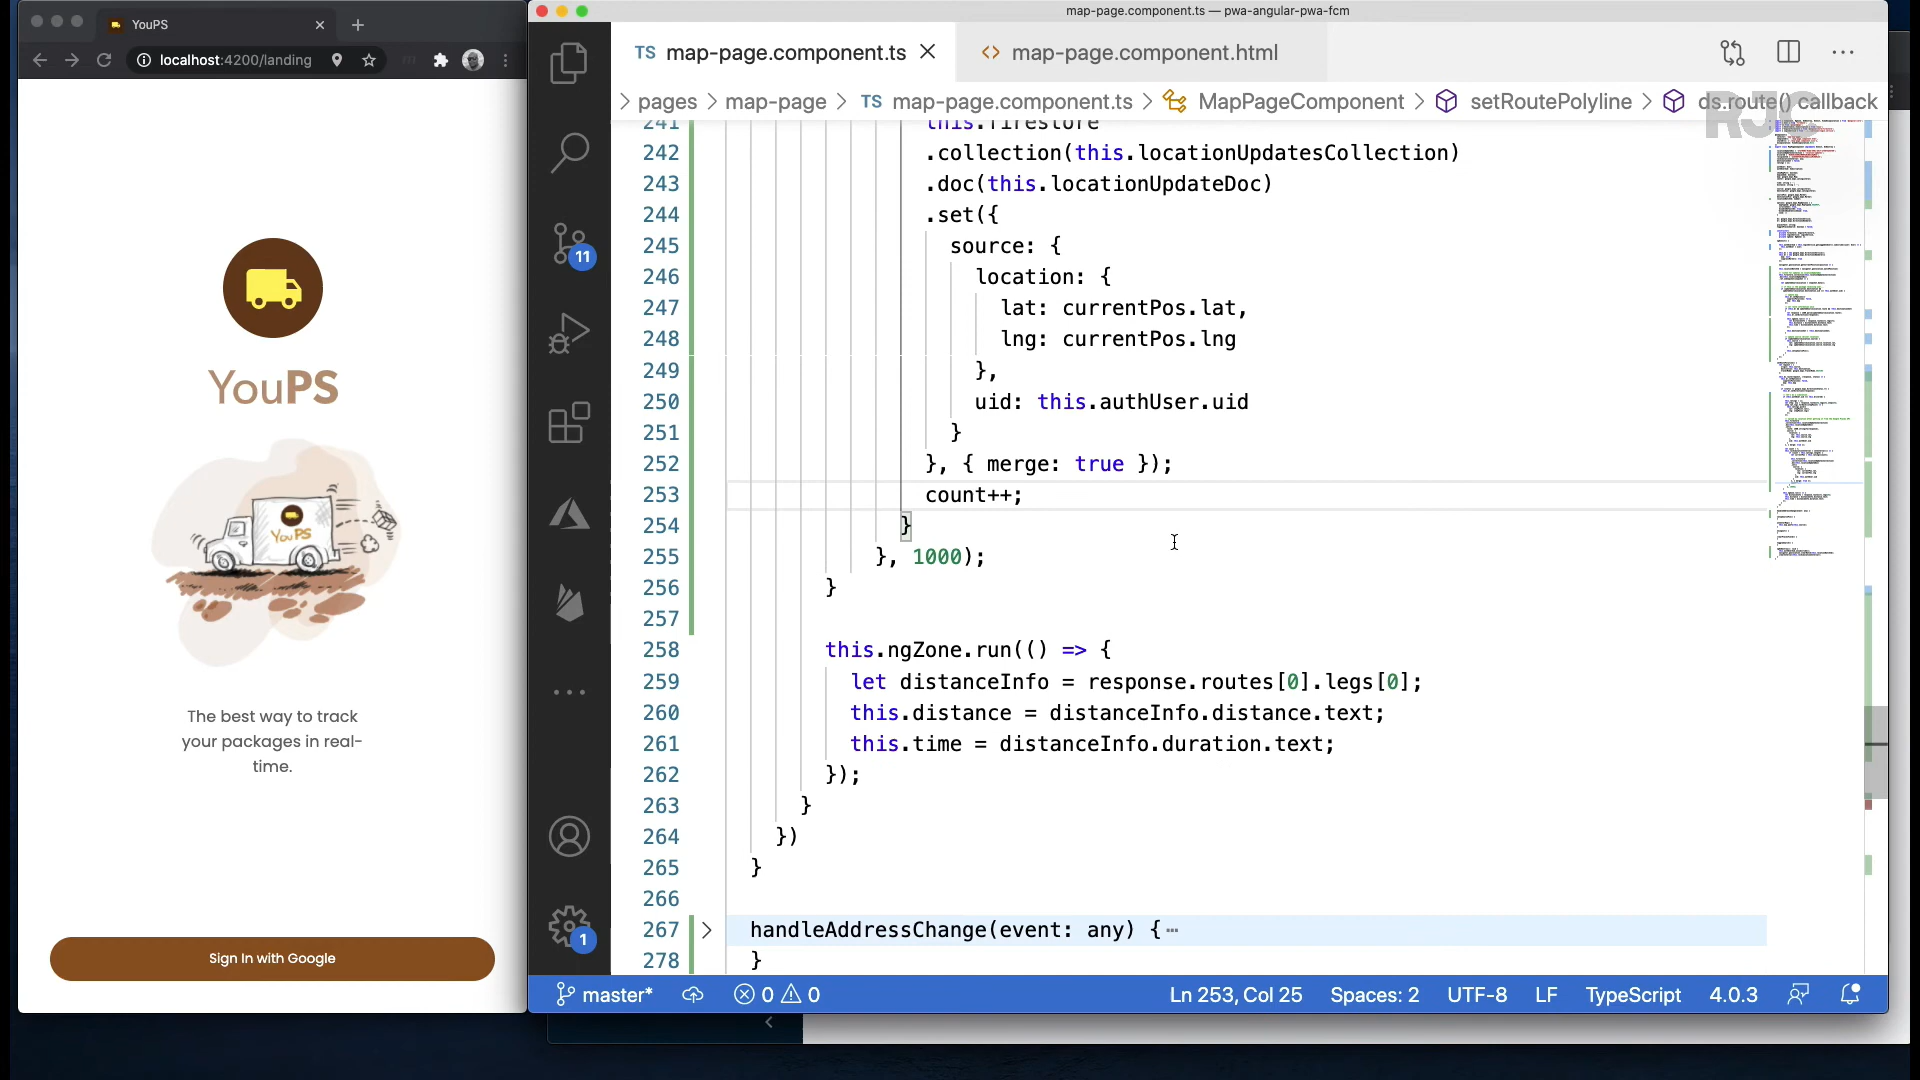 YouPS
localhost:4200/landing
YouPS
YouPS
The best way to track
your packages in real-
time.
Sign In with Google
map-page.component.ts — pwa-angular-pwa-fcm
TS map-page.component.ts
<> map-page.component.html
pages > map-page > TS map-page.component.ts > MapPageComponent > setRoutePolyline > ds.route() callback
RJC
11
1
241 this.firestore
242 .collection(this.locationUpdatesCollection)
243 .doc(this.locationUpdateDoc)
244 .set({
245 source: {
246 location: {
247 lat: currentPos.lat,
248 lng: currentPos.lng
249 },
250 uid: this.authUser.uid
251 }
252 }, { merge: true });
253 count++;
254 }
255 }, 1000);
256 }
257
258 this.ngZone.run(() => {
259 let distanceInfo = response.routes[0].legs[0];
260 this.distance = distanceInfo.distance.text;
261 this.time = distanceInfo.duration.text;
262 });
263 }
264 })
265 }
266
267 handleAddressChange(event: any) {
278 }
master* 0 0 Ln 253, Col 25 Spaces: 2 UTF-8 LF TypeScript 4.0.3